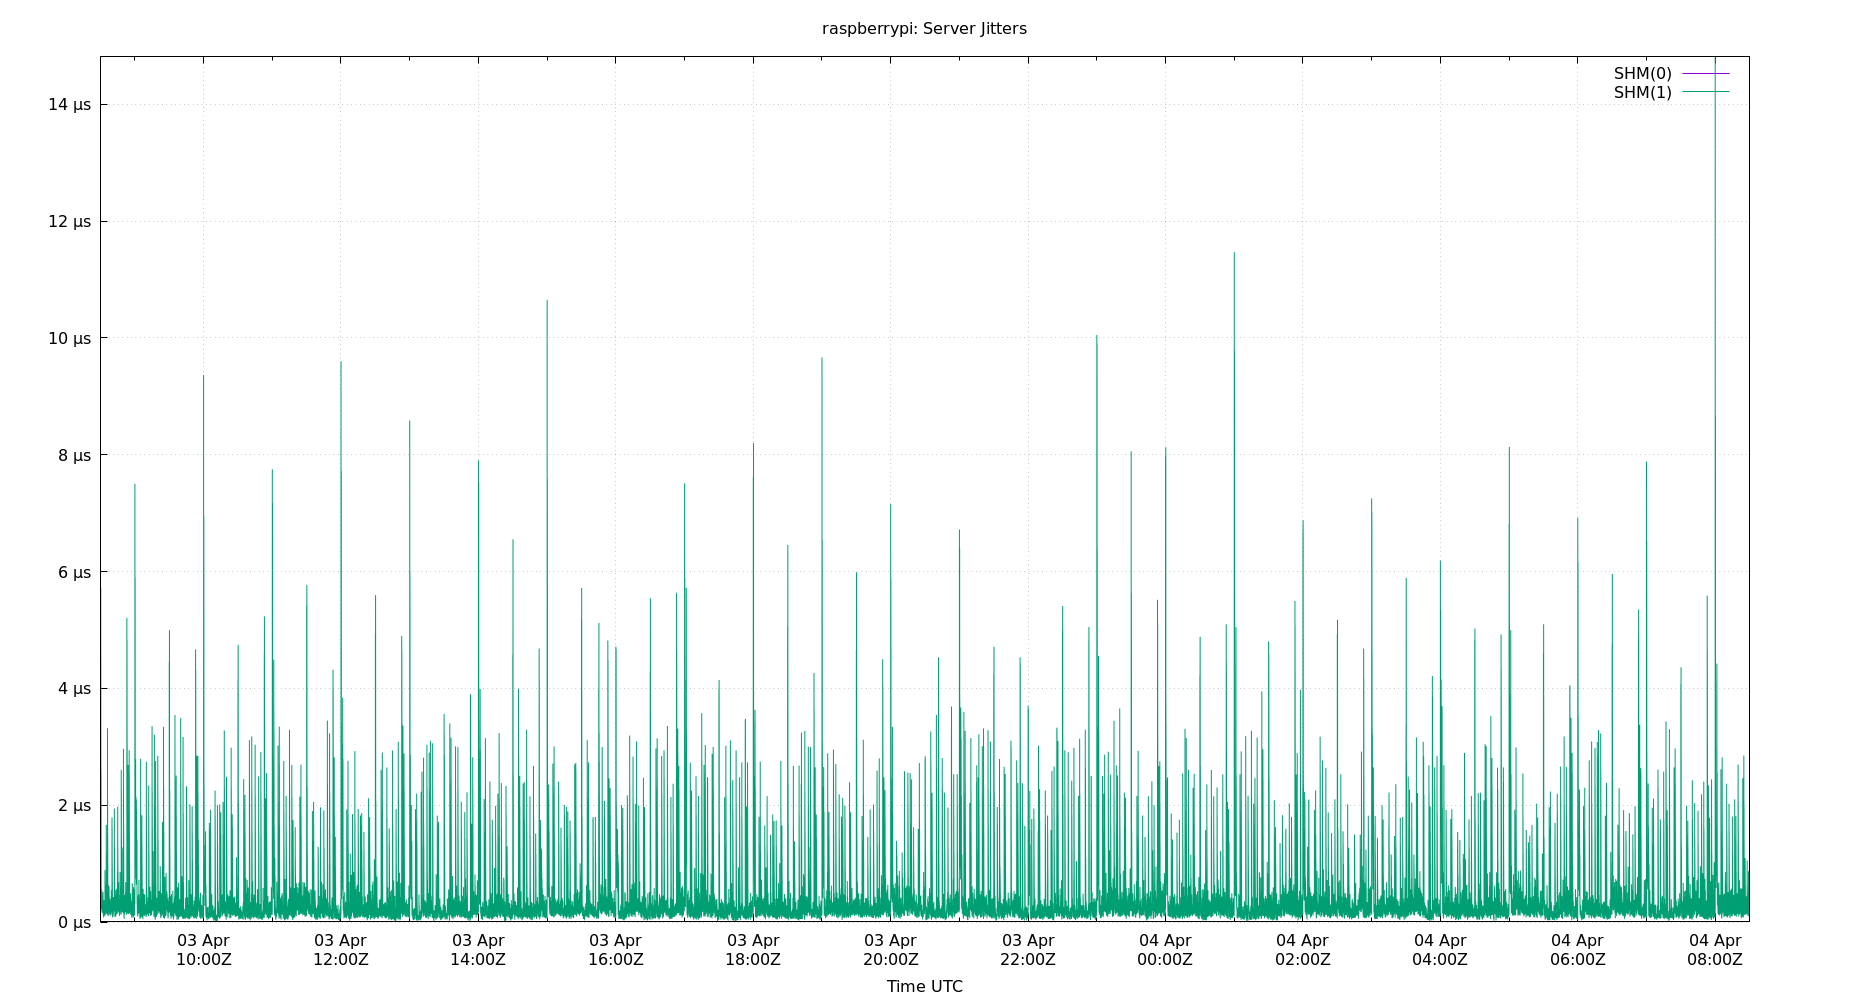 raspberrypi: Server Jitters
SHM(0)
SHM(1)
14 μs
12 μs
10 μs
8 μs
6 μs
4 μs
2 μs
0 μs
03 Apr 03 Apr 03 Apr 03 Apr 03 Apr 03 Apr 03 Apr 04 Apr 04 Apr 04 Apr 04 Apr 04 Apr
10:00Z 12:00Z 14:00Z 16:00Z 18:00Z 20:00Z 22:00Z 00:00Z 02:00Z 04:00Z 06:00Z 08:00Z
Time UTC